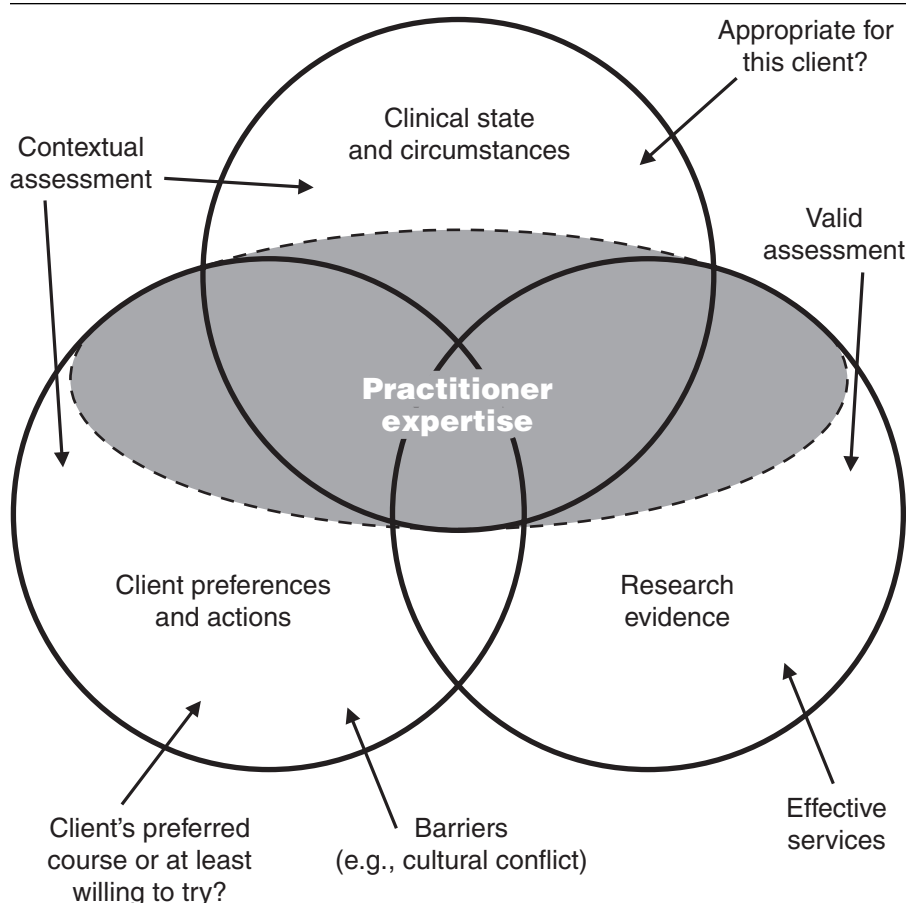 Appropriate for
this client?
Clinical state
and circumstances
Contextual
assessment
Valid
assessment
Practitioner
expertise
Client preferences
and actions
Research
evidence
Client's preferred
course or at least
willing to try?
Barriers
(e.g., cultural conflict)
Effective
services